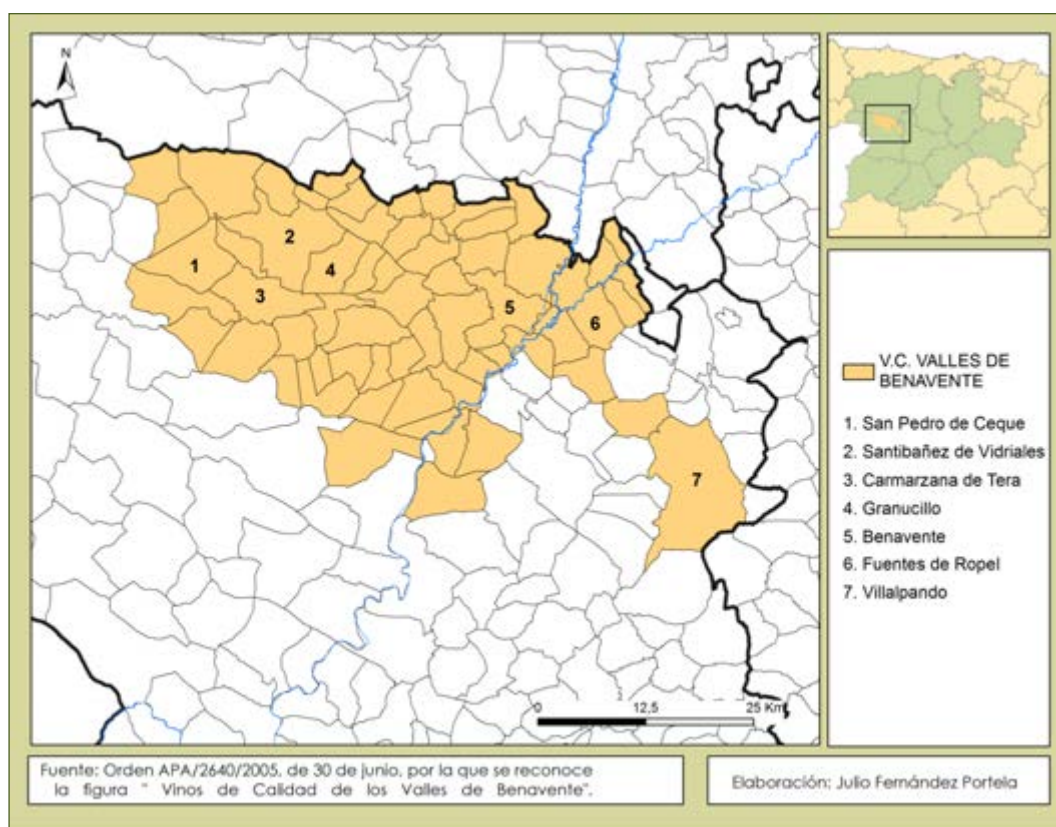 N
1
2
3
4
5
6
7
0 12,5 25 Km
V.C. VALLES DE
BENAVENTE
1. San Pedro de Ceque
2. Santibañez de Vidriales
3. Carmarzana de Tera
4. Granucillo
5. Benavente
6. Fuentes de Ropel
7. Villalpando
Fuente: Orden APA/2640/2005, de 30 de junio, por la que se reconoce
la figura " Vinos de Calidad de los Valles de Benavente".
Elaboración: Julio Fernández Portela